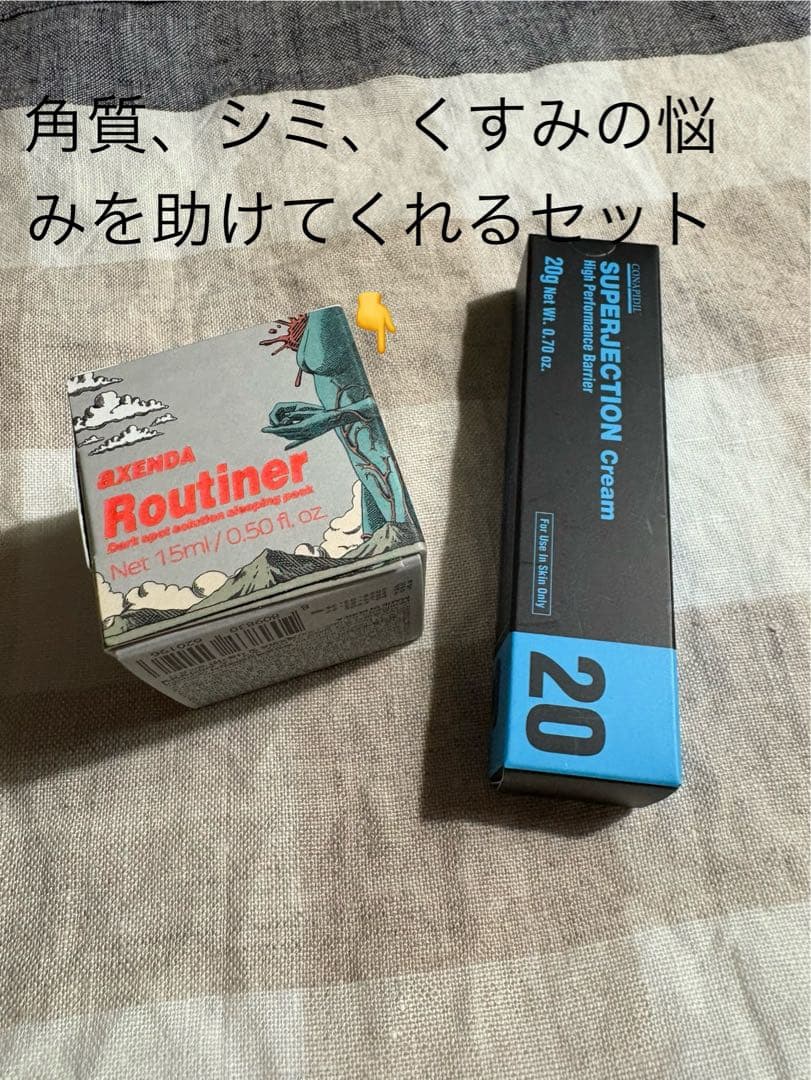 角質、シミ、くすみの悩
みを助けてくれるセット
aXENDA
Routiner
Dark spot solution sleeping pack
Net 15ml / 0.50 fl. oz.
CONAPIDIL
SUPERJECTION Cream
High Performance Barrier
20g Net Wt. 0.70 oz.
For Use In Skin Only
20